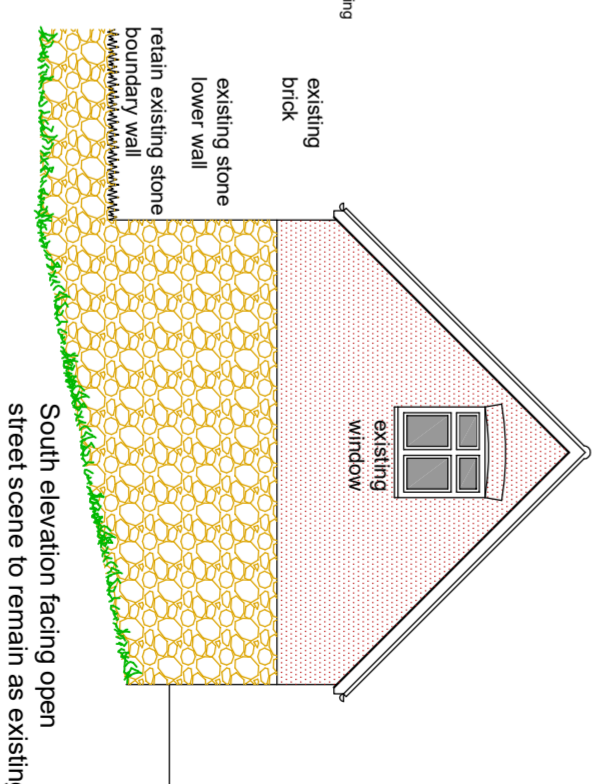 existing
brick
existing stone
lower wall
retain existing stone
boundary wall
existing
window
South elevation facing open
street scene to remain as existing